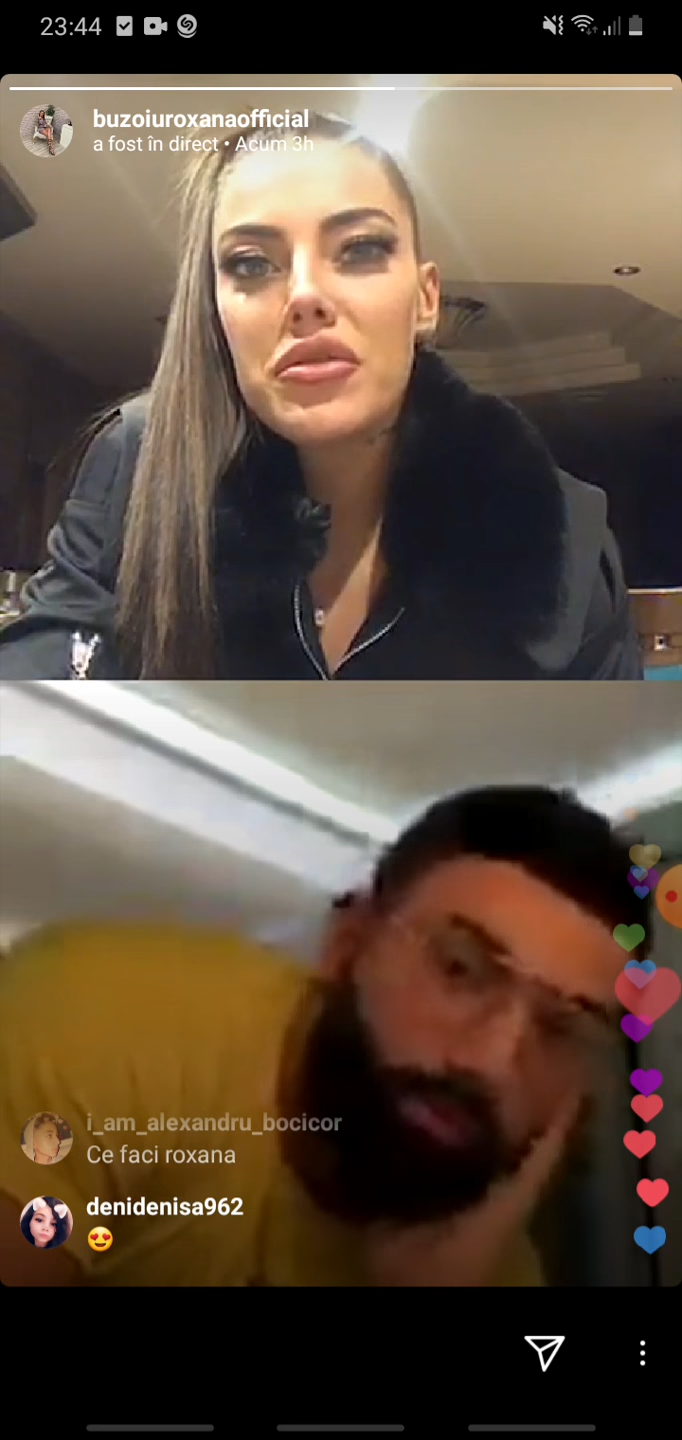 23:44
buzoiuroxanaofficial
a fost în direct • Acum 3h
i_am_alexandru_bocicor
Ce faci roxana
denidenisa962
😍